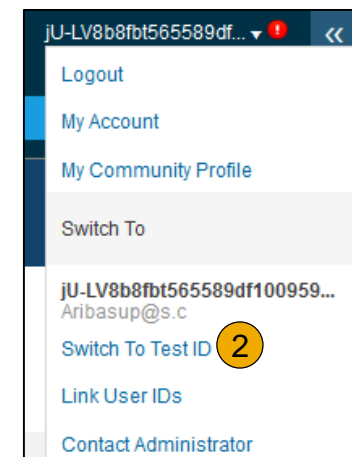 jU-LV8b8fbt565589df... ▾ ! «
Logout
My Account
My Community Profile
Switch To
jU-LV8b8fbt565589df100959...
Aribasup@s.c
Switch To Test ID 2
Link User IDs
Contact Administrator